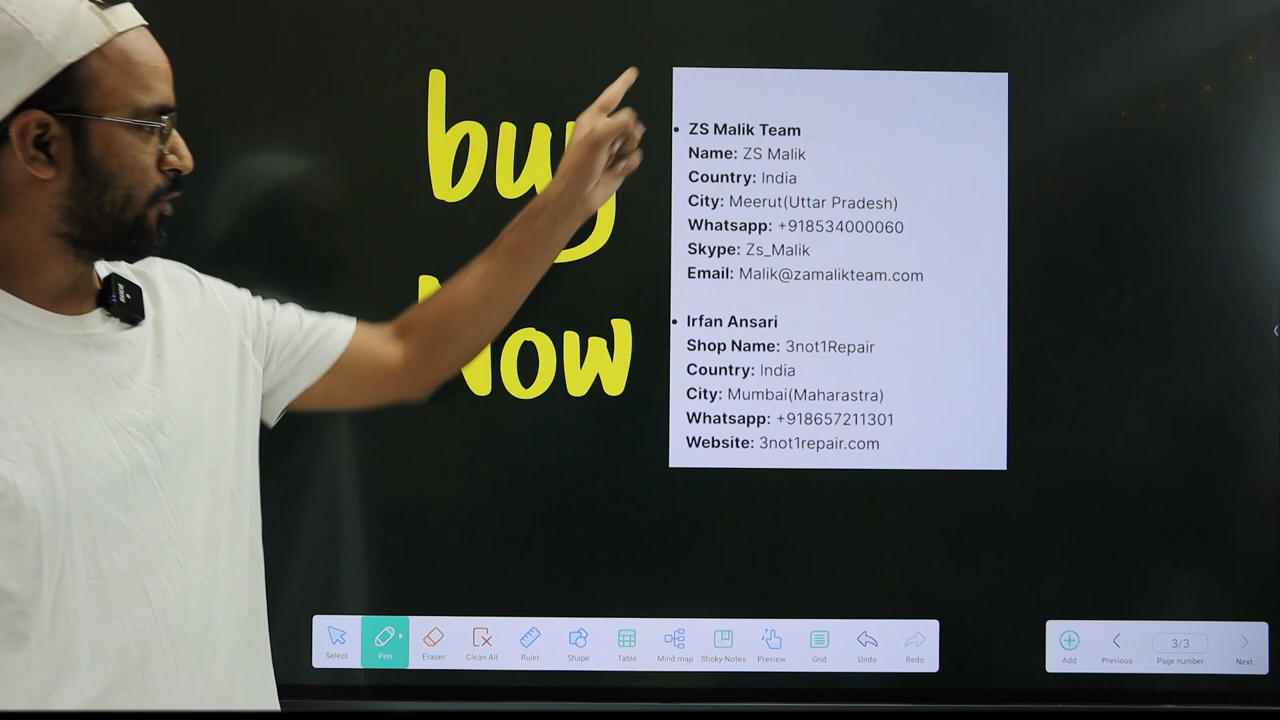 buy
Now
ZS Malik Team
Name: ZS Malik
Country: India
City: Meerut(Uttar Pradesh)
Whatsapp: +918534000060
Skype: Zs_Malik
Email: Malik@zamalikteam.com
Irfan Ansari
Shop Name: 3not1Repair
Country: India
City: Mumbai(Maharastra)
Whatsapp: +918657211301
Website: 3not1repair.com
Select
Pen
Eraser
Clean All
Ruler
Shape
Table
Mind map
Sticky-Notes
Preview
Grid
Undo
Redo
Add
Previous
3/3
Page number
Next